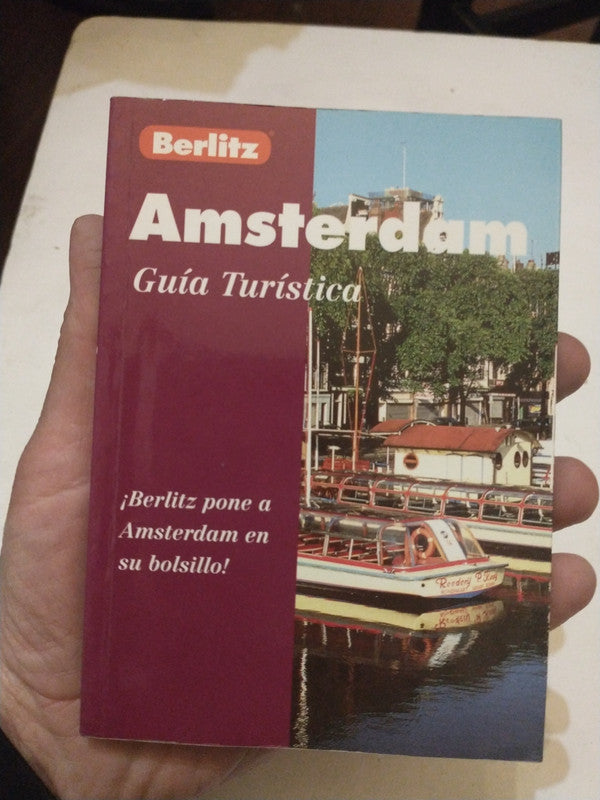 Berlitz
Amsterdam
Guía Turística
¡Berlitz pone a
Amsterdam en
su bolsillo!